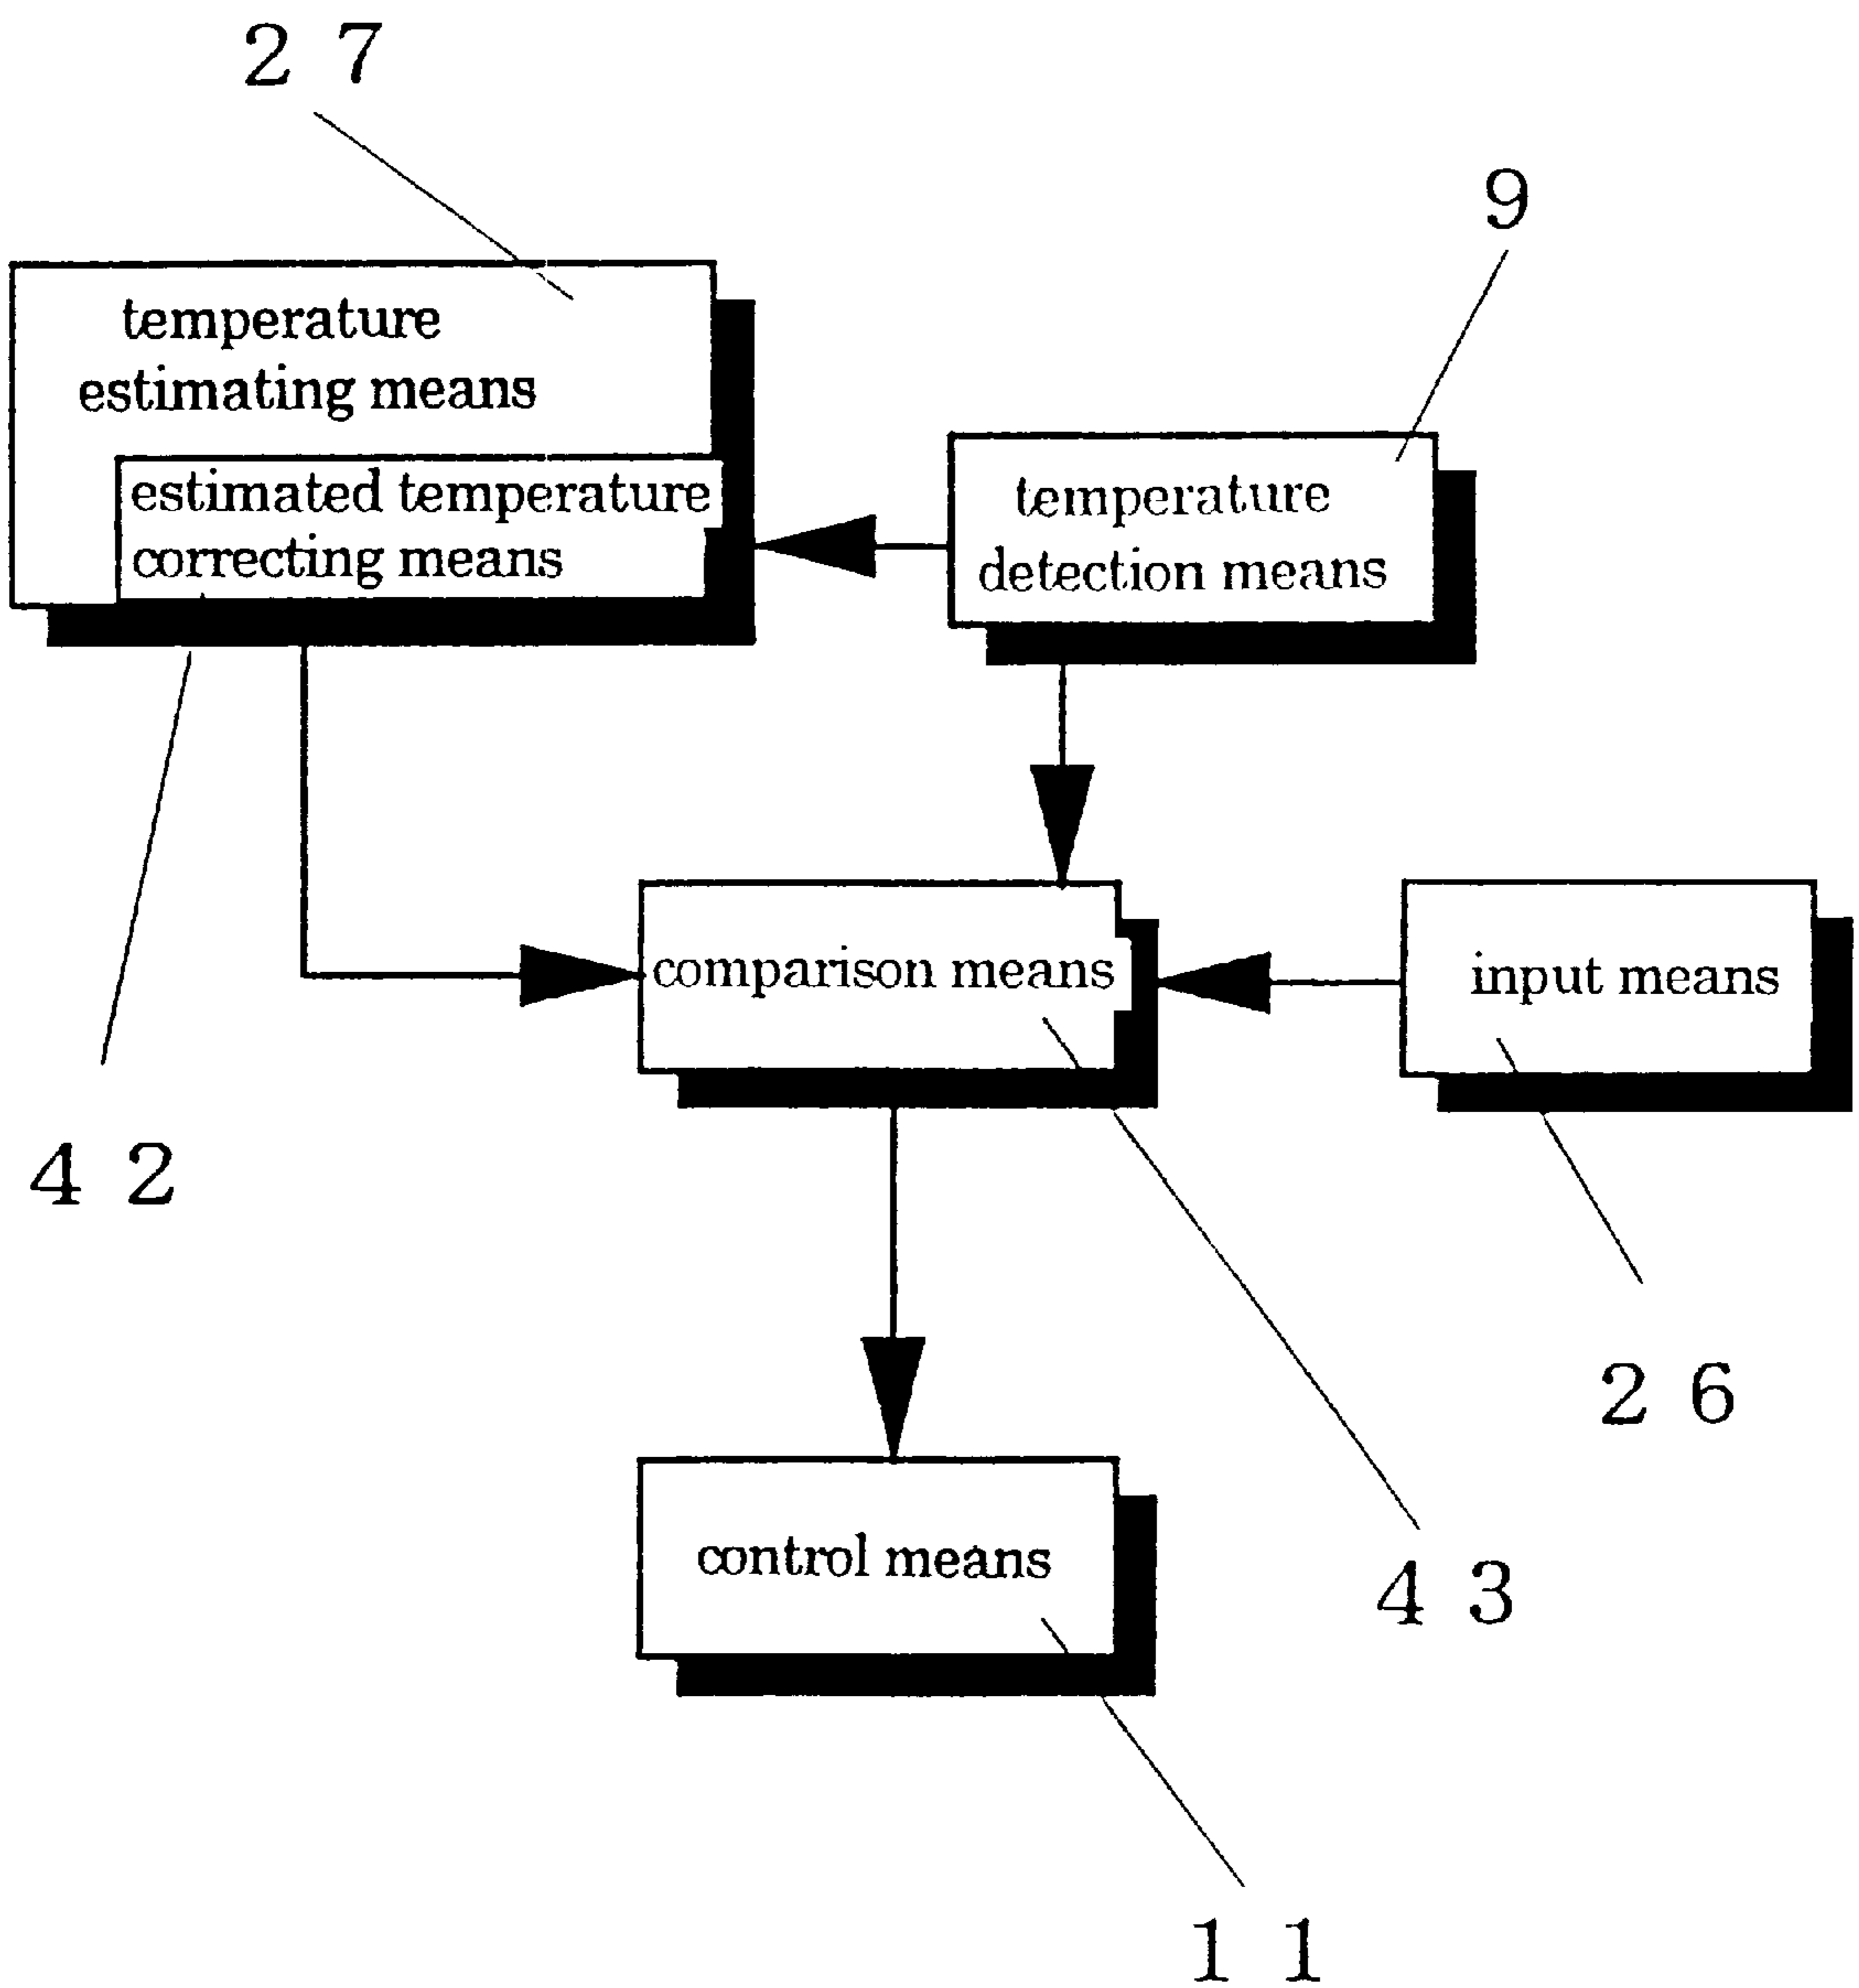 2 7
9
temperature
estimating means
estimated temperature
correcting means
temperature
detection means
comparison means
input means
4 2
2 6
control means
4 3
1 1